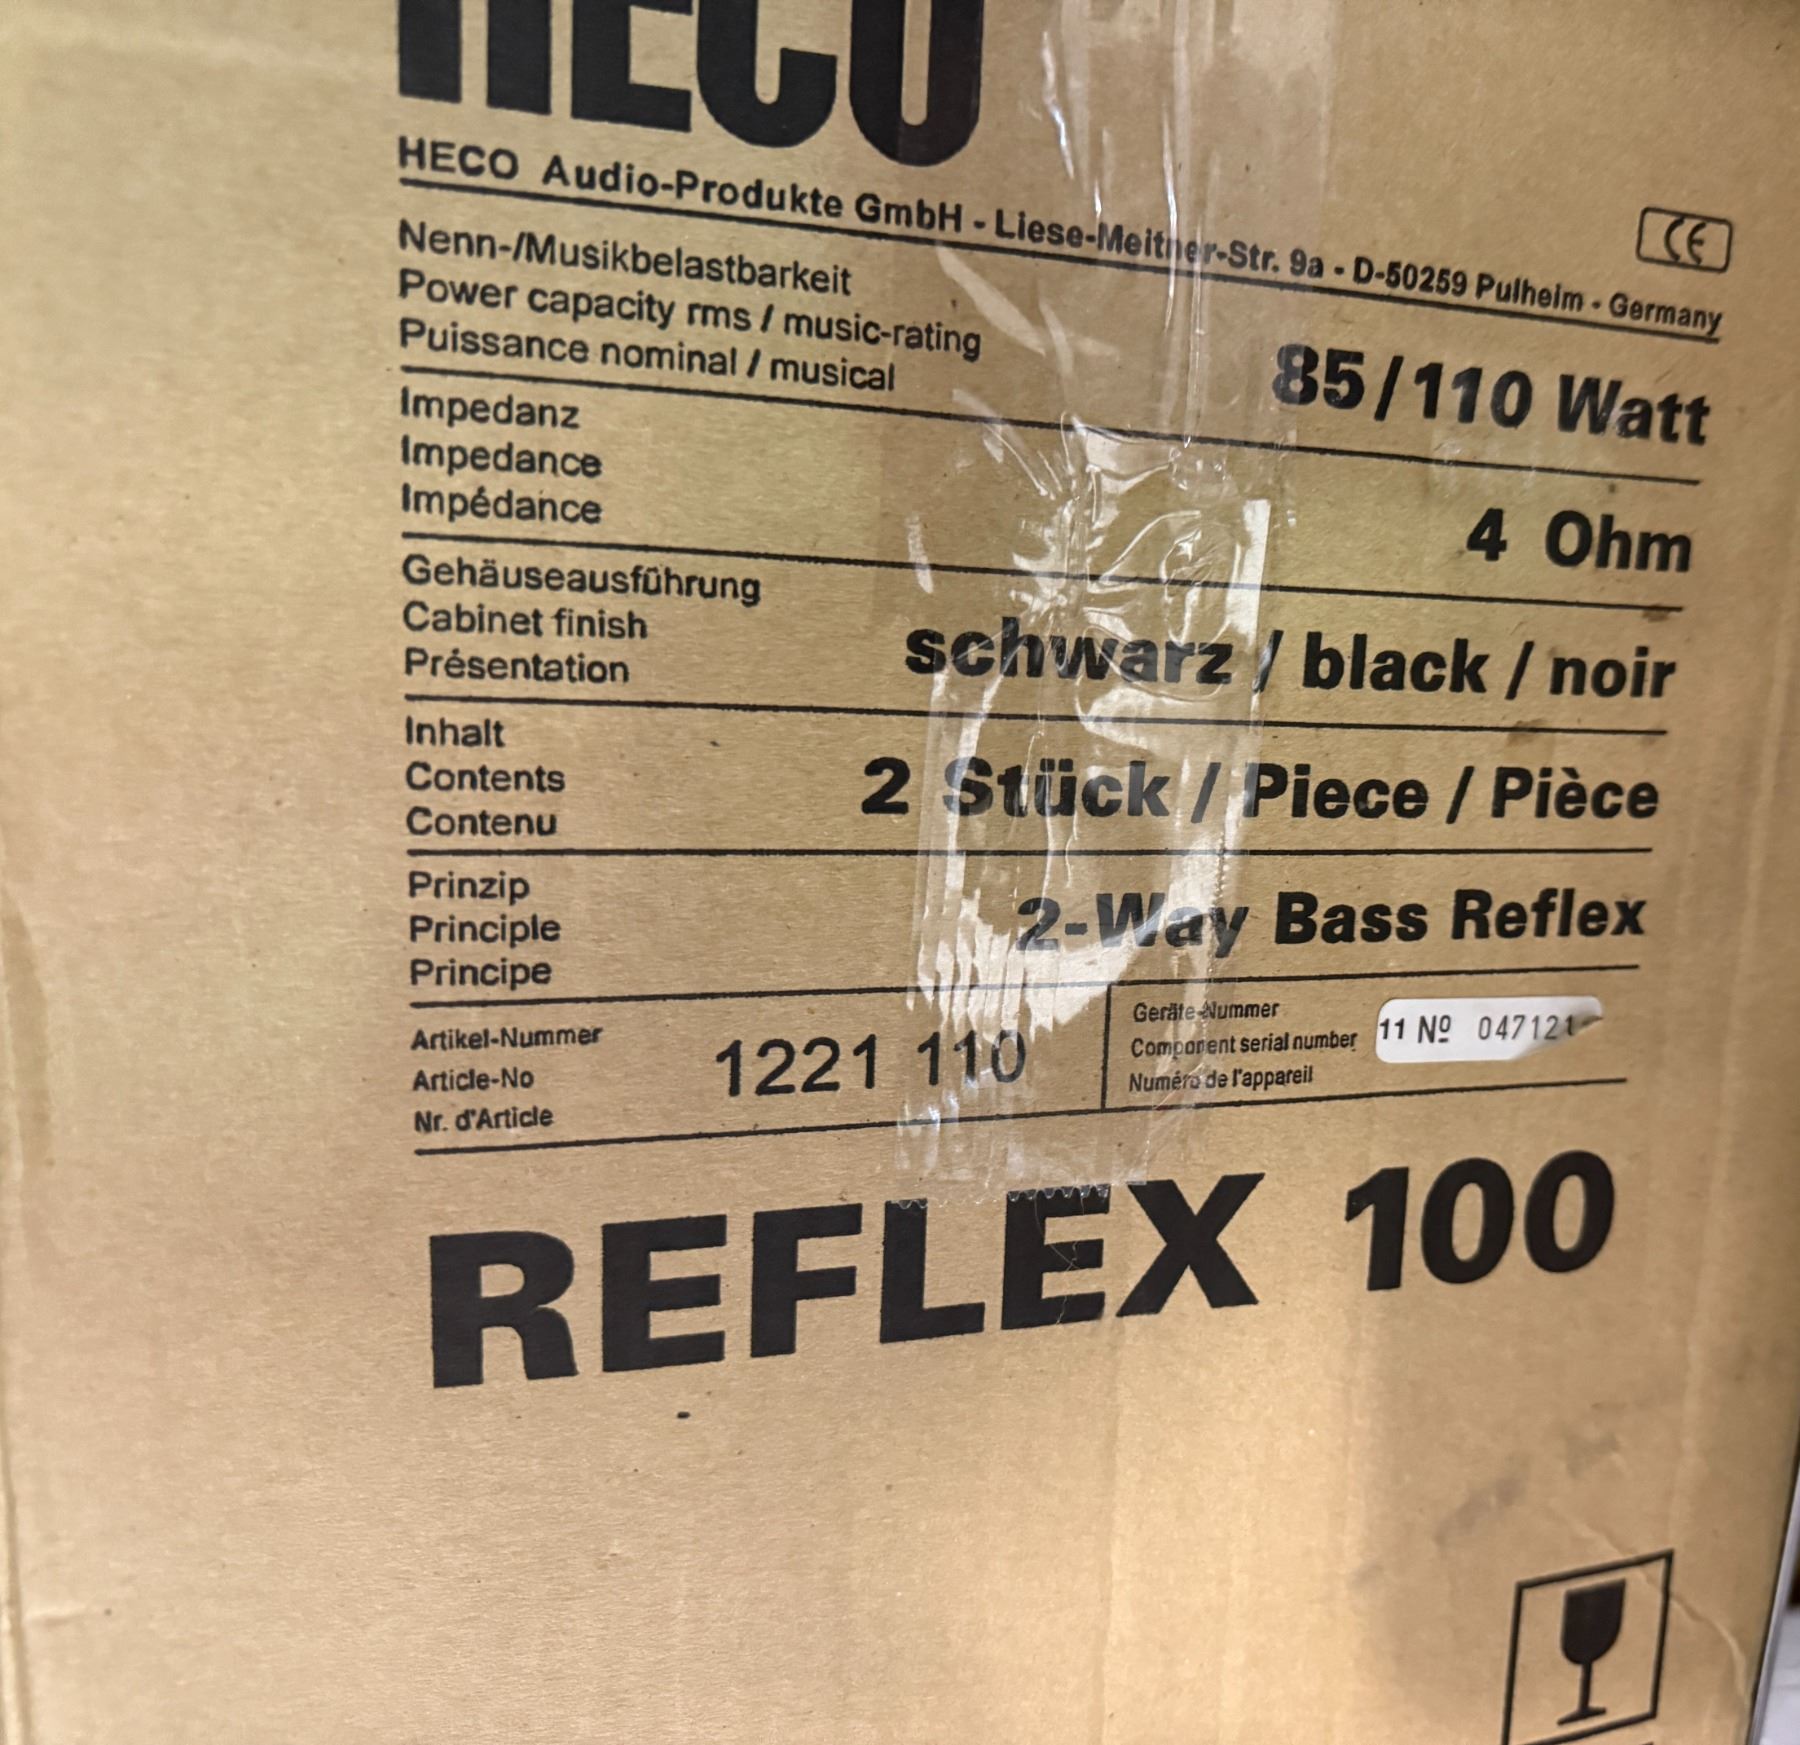 HECO
HECO Audio-Produkte GmbH - Liese-Meitner-Str. 9a - D-50259 Pulheim - Germany
CE
Nenn-/Musikbelastbarkeit
Power capacity rms / music-rating
Puissance nominal / musical
85/110 Watt
Impedanz
Impedance
Impédance
4 Ohm
Gehäuseausführung
Cabinet finish
Présentation
schwarz / black / noir
Inhalt
Contents
Contenu
2 Stück / Piece / Pièce
Prinzip
Principle
Principe
2-Way Bass Reflex
Artikel-Nummer
Article-No
Nr. d'Article
1221 110
Geräte-Nummer
Component serial number
Numéro de l'appareil
11 Nº
REFLEX 100